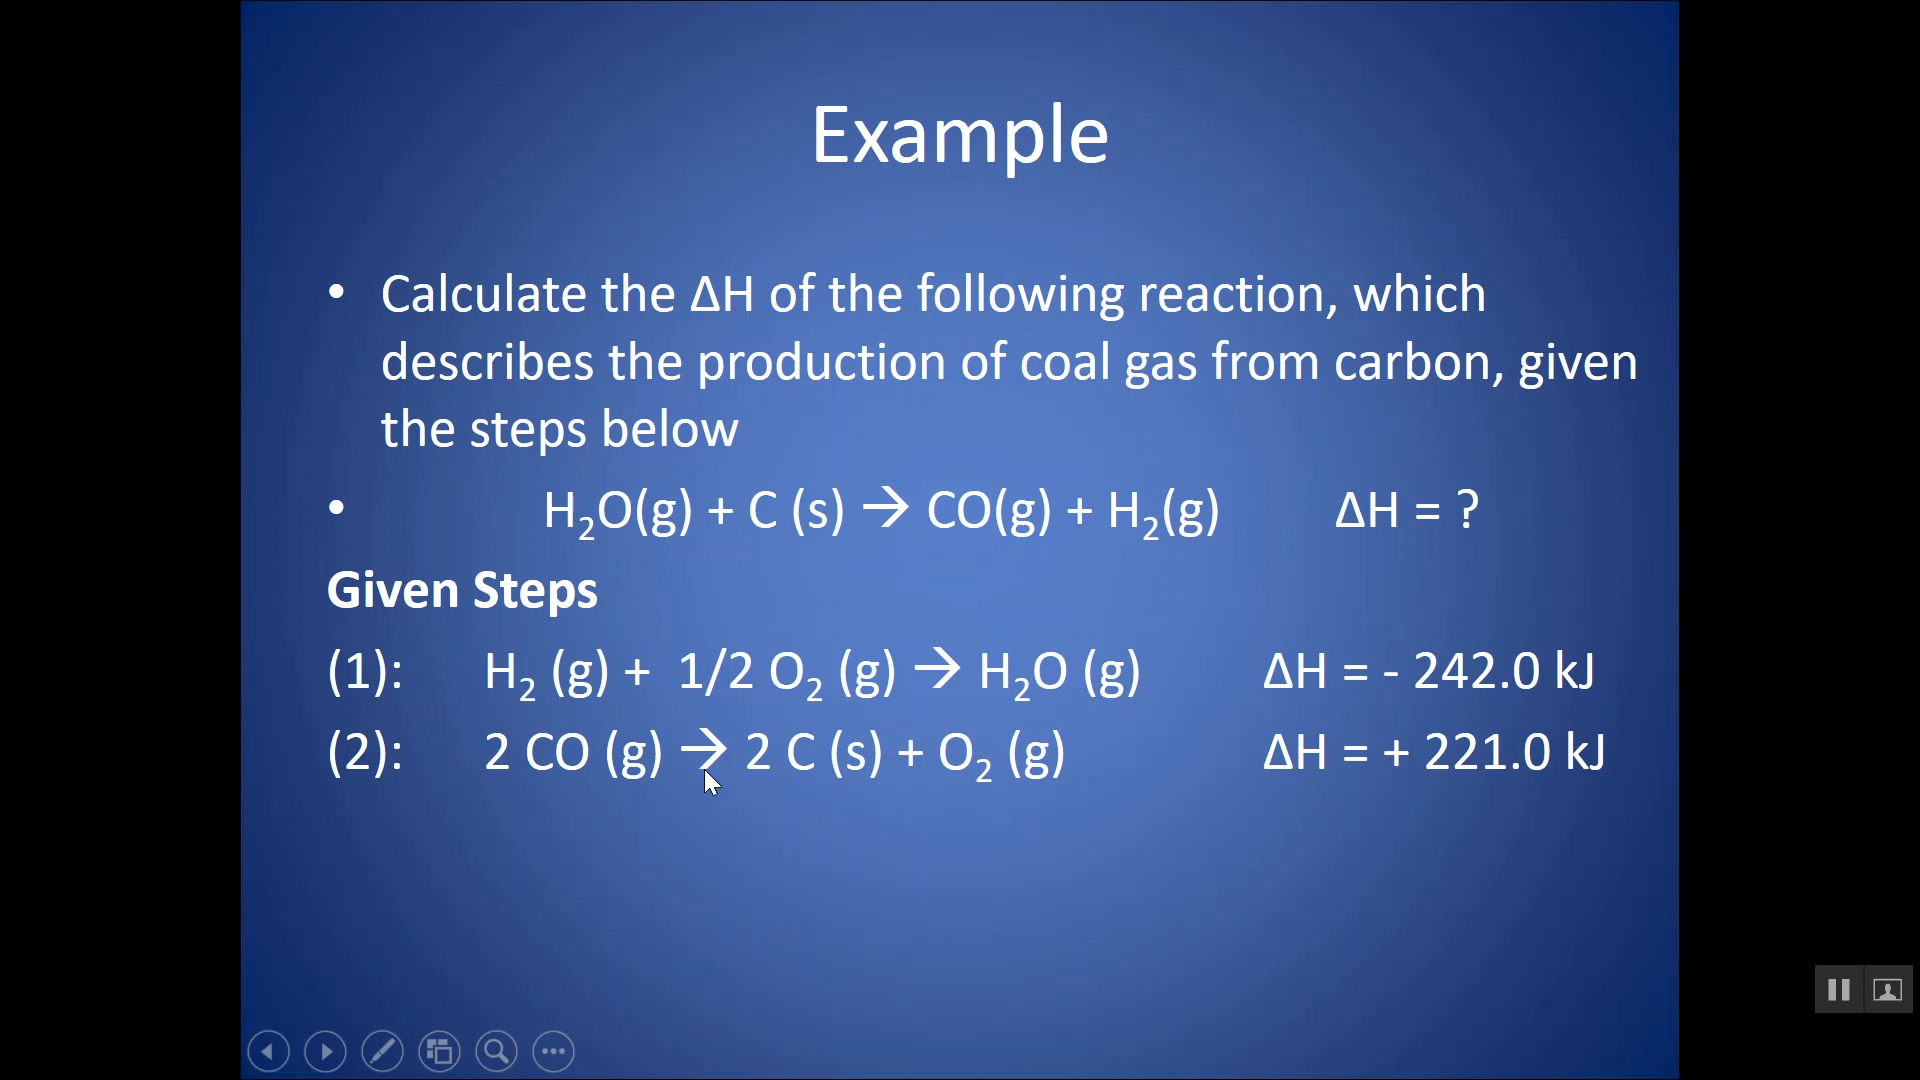 Example
• Calculate the ΔH of the following reaction, which
describes the production of coal gas from carbon, given
the steps below
• H₂O(g) + C (s) → CO(g) + H₂(g) ΔH = ?
Given Steps
(1): H₂ (g) + 1/2 O₂ (g) → H₂O (g) ΔH = - 242.0 kJ
(2): 2 CO (g) → 2 C (s) + O₂ (g) ΔH = + 221.0 kJ